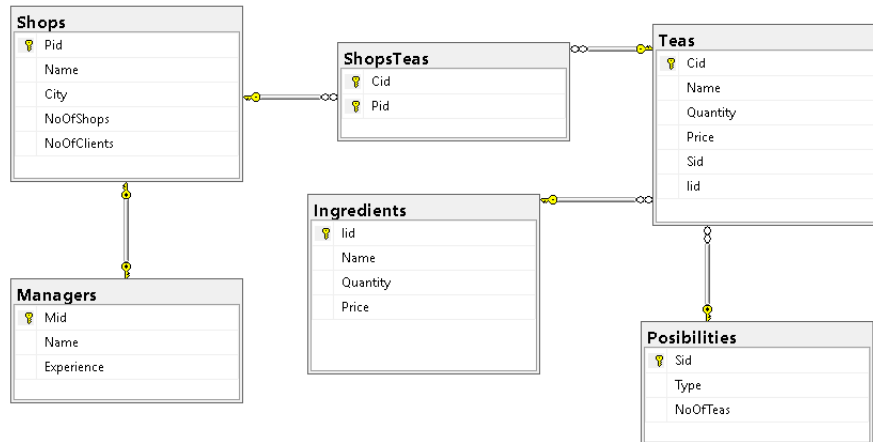 Shops
Pid
Name
City
NoOfShops
NoOfClients
ShopsTeas
Cid
Pid
Teas
Cid
Name
Quantity
Price
Sid
Iid
Ingredients
Iid
Name
Quantity
Price
Managers
Mid
Name
Experience
Posibilities
Sid
Type
NoOfTeas